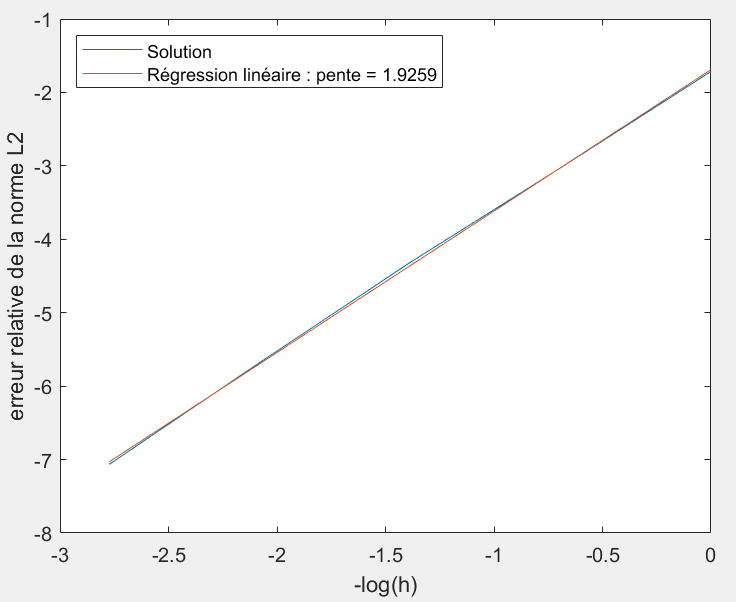 Solution
Régression linéaire : pente = 1.9259
-1
-2
-3
-4
-5
-6
-7
-8
erreur relative de la norme L2
-3 -2.5 -2 -1.5 -1 -0.5 0
-log(h)